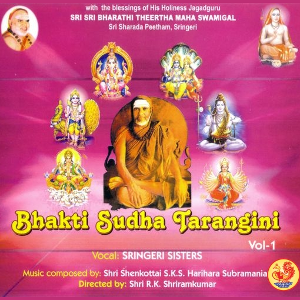 with the blessings of His Holiness Jagadguru
SRI SRI BHARATHI THEERTHA MAHA SWAMIGAL
Sri Sharada Peetham, Sringeri
Bhakti Sudha Tarangini
Vol-1
Vocal: SRINGERI SISTERS
Music composed by: Shri Shenkottai S.K.S. Harihara Subramania
Directed by: Shri R.K. Shriramkumar